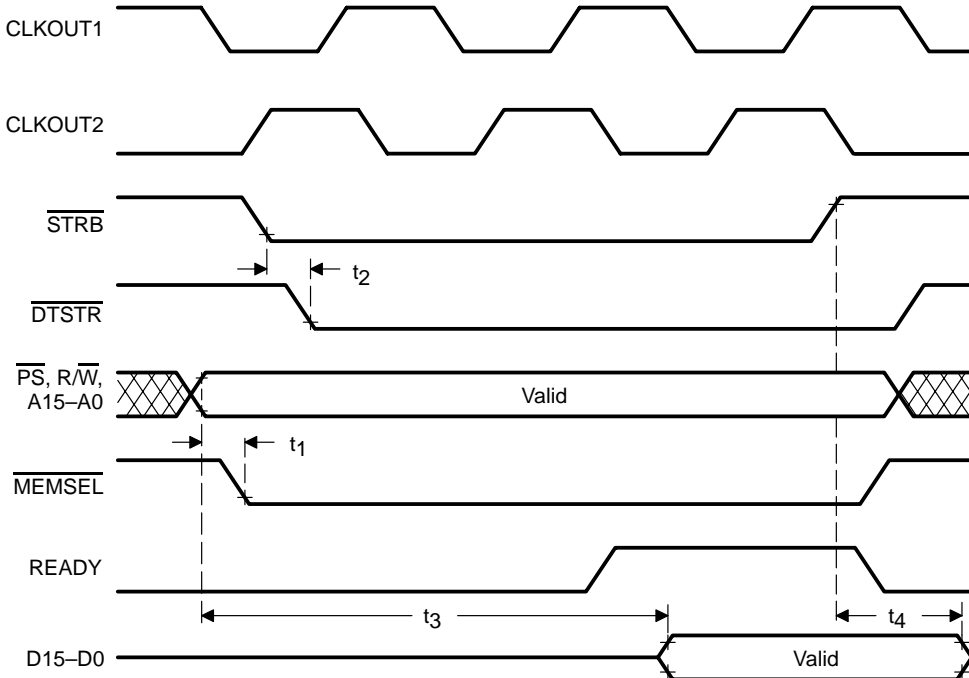 CLKOUT1
CLKOUT2
STRB
t2
DTSTR
PS, R/W,
A15–A0
Valid
t1
MEMSEL
READY
t3
t4
D15–D0
Valid